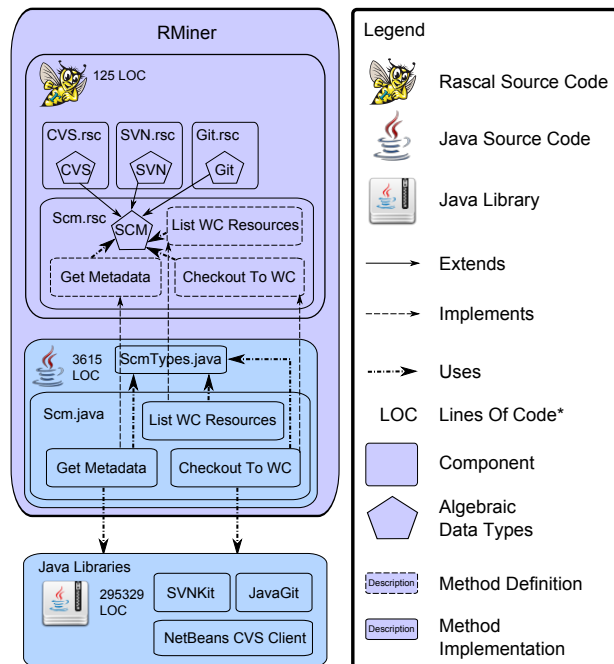 RMiner
125 LOC
CVS.rsc
SVN.rsc
Git.rsc
CVS
SVN
Git
Scm.rsc
SCM
List WC Resources
Get Metadata
Checkout To WC
3615
LOC
ScmTypes.java
Scm.java
List WC Resources
Get Metadata
Checkout To WC
Java Libraries
295329
LOC
SVNKit
JavaGit
NetBeans CVS Client
Legend
Rascal Source Code
Java Source Code
Java Library
Extends
Implements
Uses
LOC Lines Of Code*
Component
Algebraic
Data Types
Description Method Definition
Description Method
Implementation